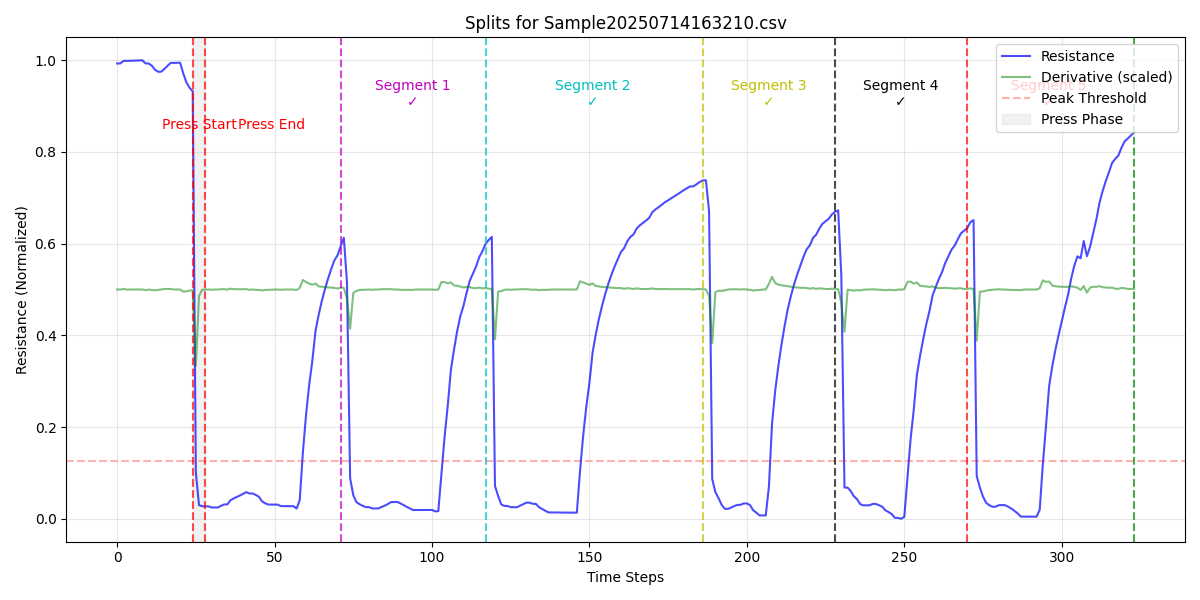 Splits for Sample20250714163210.csv
Resistance (Normalized)
1.0
0.8
0.6
0.4
0.2
0.0
Segment 1
✓
Segment 2
✓
Segment 3
✓
Segment 4
✓
Segment 5
Press Start
Press End
Resistance
Derivative (scaled)
Peak Threshold
Press Phase
0
50
100
150
200
250
300
Time Steps